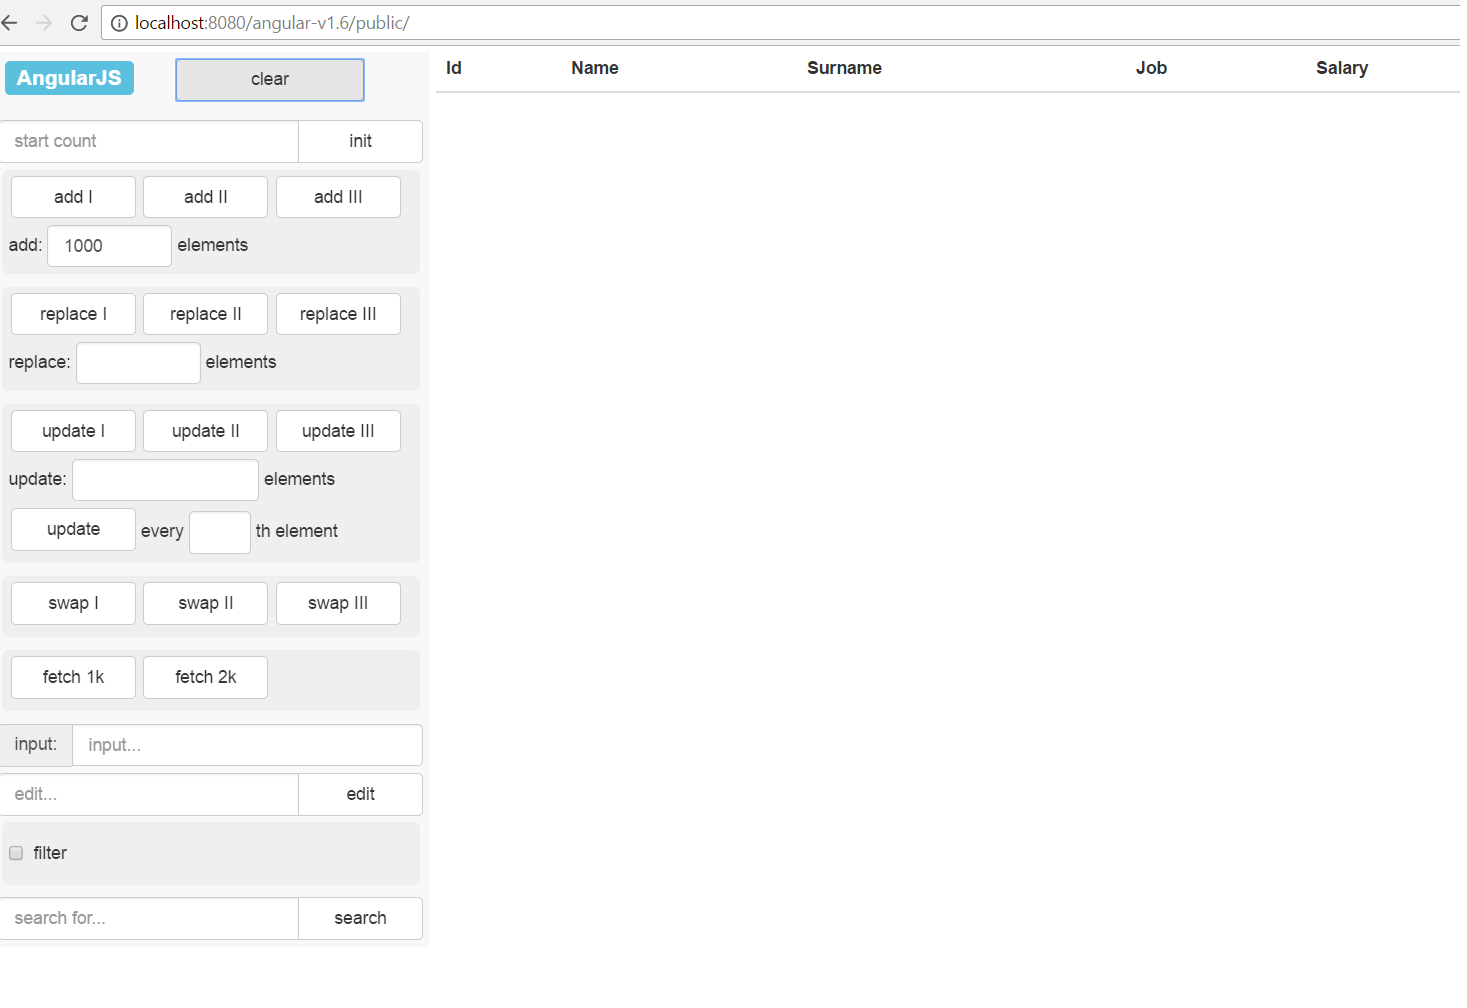 localhost:8080/angular-v1.6/public/
AngularJS clear
Id Name Surname Job Salary
start count init
add I add II add III
add: 1000 elements
replace I replace II replace III
replace: elements
update I update II update III
update: elements
update every th element
swap I swap II swap III
fetch 1k fetch 2k
input: input...
edit... edit
filter
search for... search